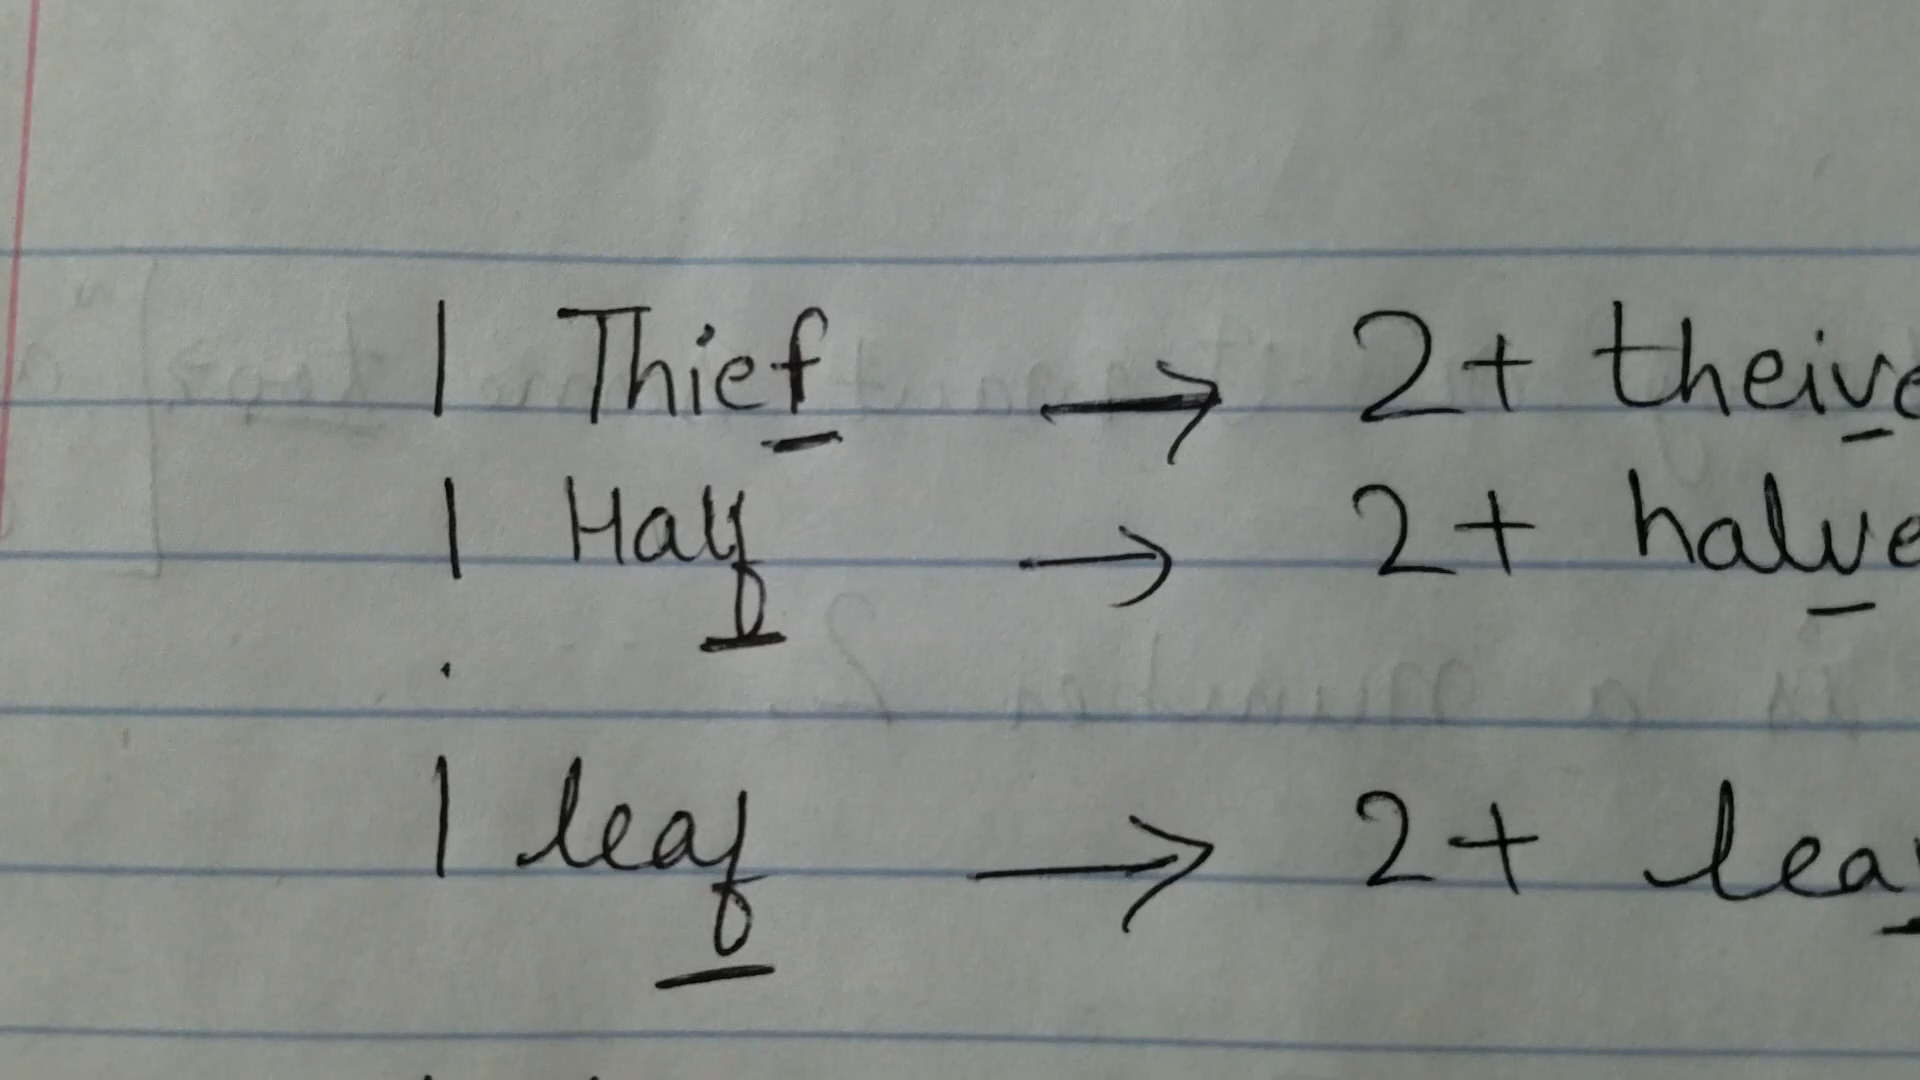 1 Thief → 2+ theive
1 Half → 2+ halve
1 leaf → 2+ lea